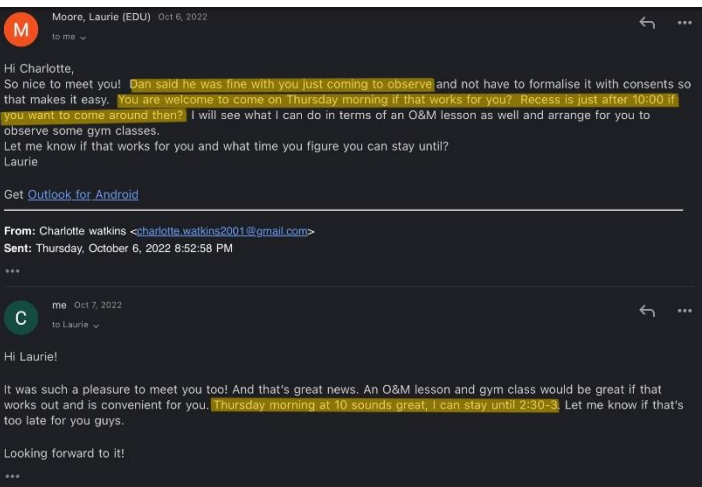 M
Moore, Laurie (EDU) Oct 6, 2022
to me
Hi Charlotte,
So nice to meet you! Dan said he was fine with you just coming to observe and not have to formalise it with consents so
that makes it easy. You are welcome to come on Thursday morning if that works for you? Recess is just after 10:00 if
you want to come around then? I will see what I can do in terms of an O&M lesson as well and arrange for you to
observe some gym classes.
Let me know if that works for you and what time you figure you can stay until?
Laurie
Get Outlook for Android
From: Charlotte watkins <charlotte.watkins2001@gmail.com>
Sent: Thursday, October 6, 2022 8:52:58 PM
C
me Oct 7, 2022
to Laurie
Hi Laurie!
It was such a pleasure to meet you too! And that's great news. An O&M lesson and gym class would be great if that
works out and is convenient for you. Thursday morning at 10 sounds great, I can stay until 2:30-3. Let me know if that's
too late for you guys.
Looking forward to it!